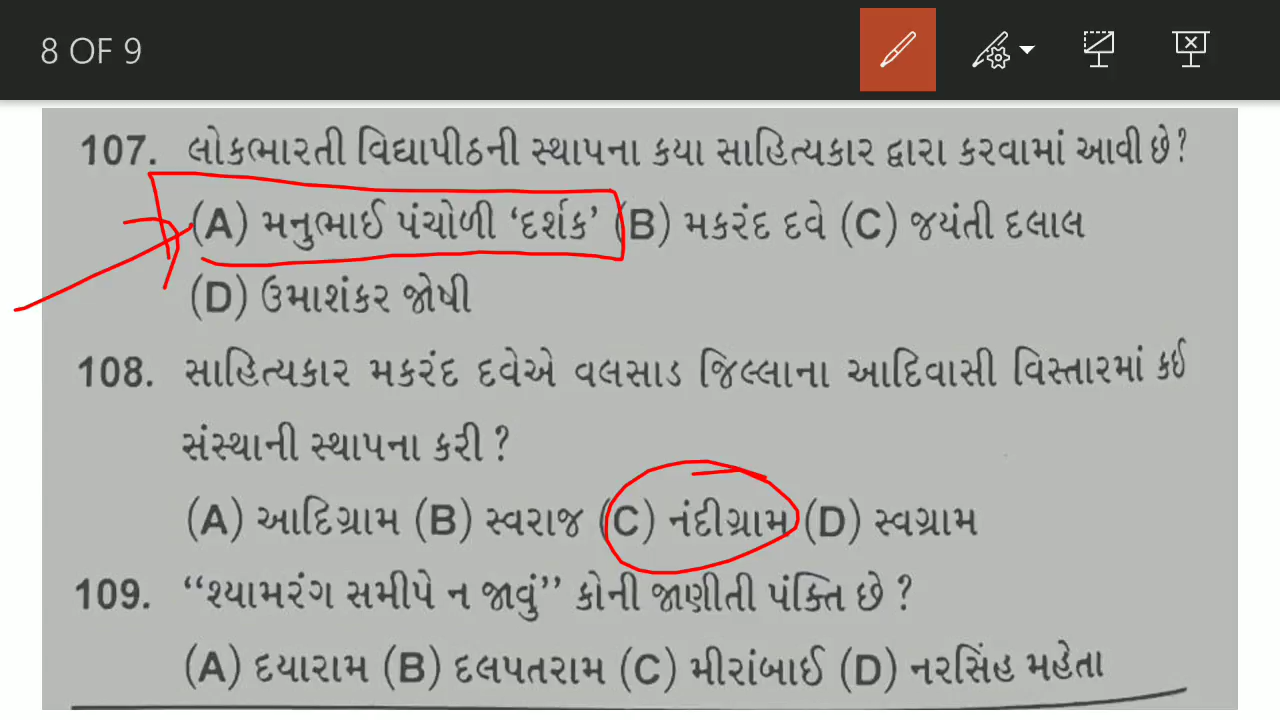 8 OF 9
107. લોકભારતી વિદ્યાપીઠની સ્થાપના કયા સાહિત્યકાર દ્વારા કરવામાં આવી છે?
(A) મનુભાઈ પંચોળી ‘દર્શક’ (B) મકરંદ દવે (C) જયંતી દલાલ
(D) ઉમાશંકર જોષી
108. સાહિત્યકાર મકરંદ દવેએ વલસાડ જિલ્લાના આદિવાસી વિસ્તારમાં કઈ
સંસ્થાની સ્થાપના કરી ?
(A) આદિગ્રામ (B) સ્વરાજ (C) નંદીગ્રામ (D) સ્વગ્રામ
109. “શ્યામરંગ સમીપે ન જાવું” કોની જાણીતી પંક્તિ છે ?
(A) દયારામ (B) દલપતરામ (C) મીરાંબાઈ (D) નરસિંહ મહેતા